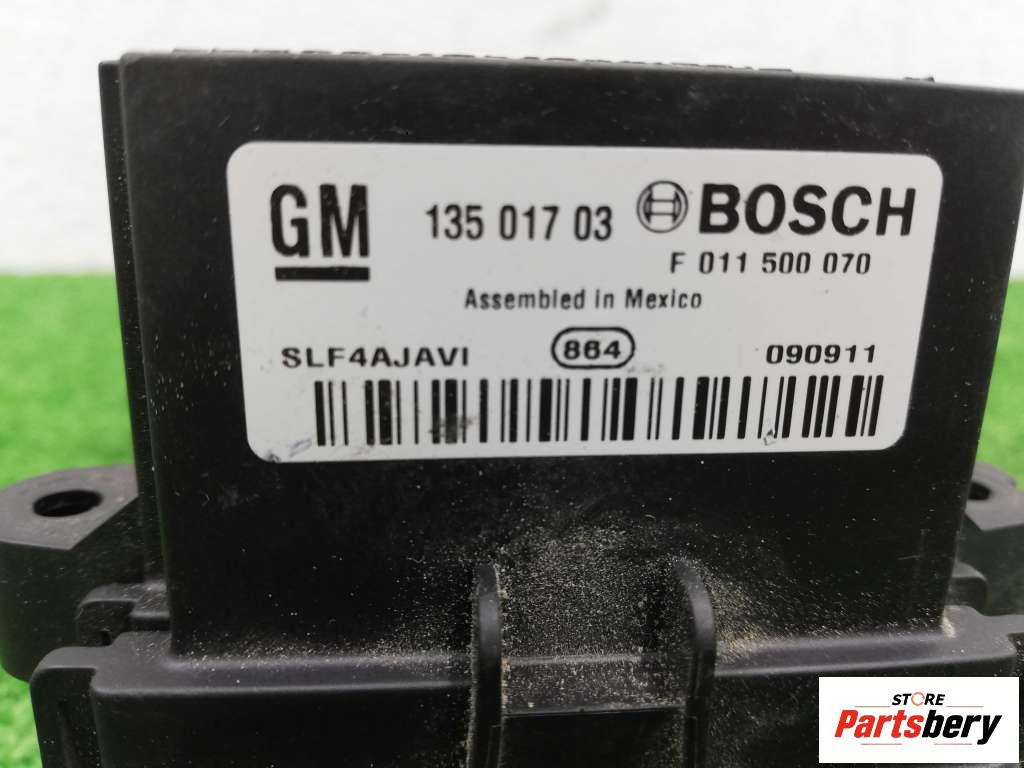 GM 135 017 03 BOSCH
F 011 500 070
Assembled in Mexico
SLF4AJAVI 864 090911
STORE
Partsbery